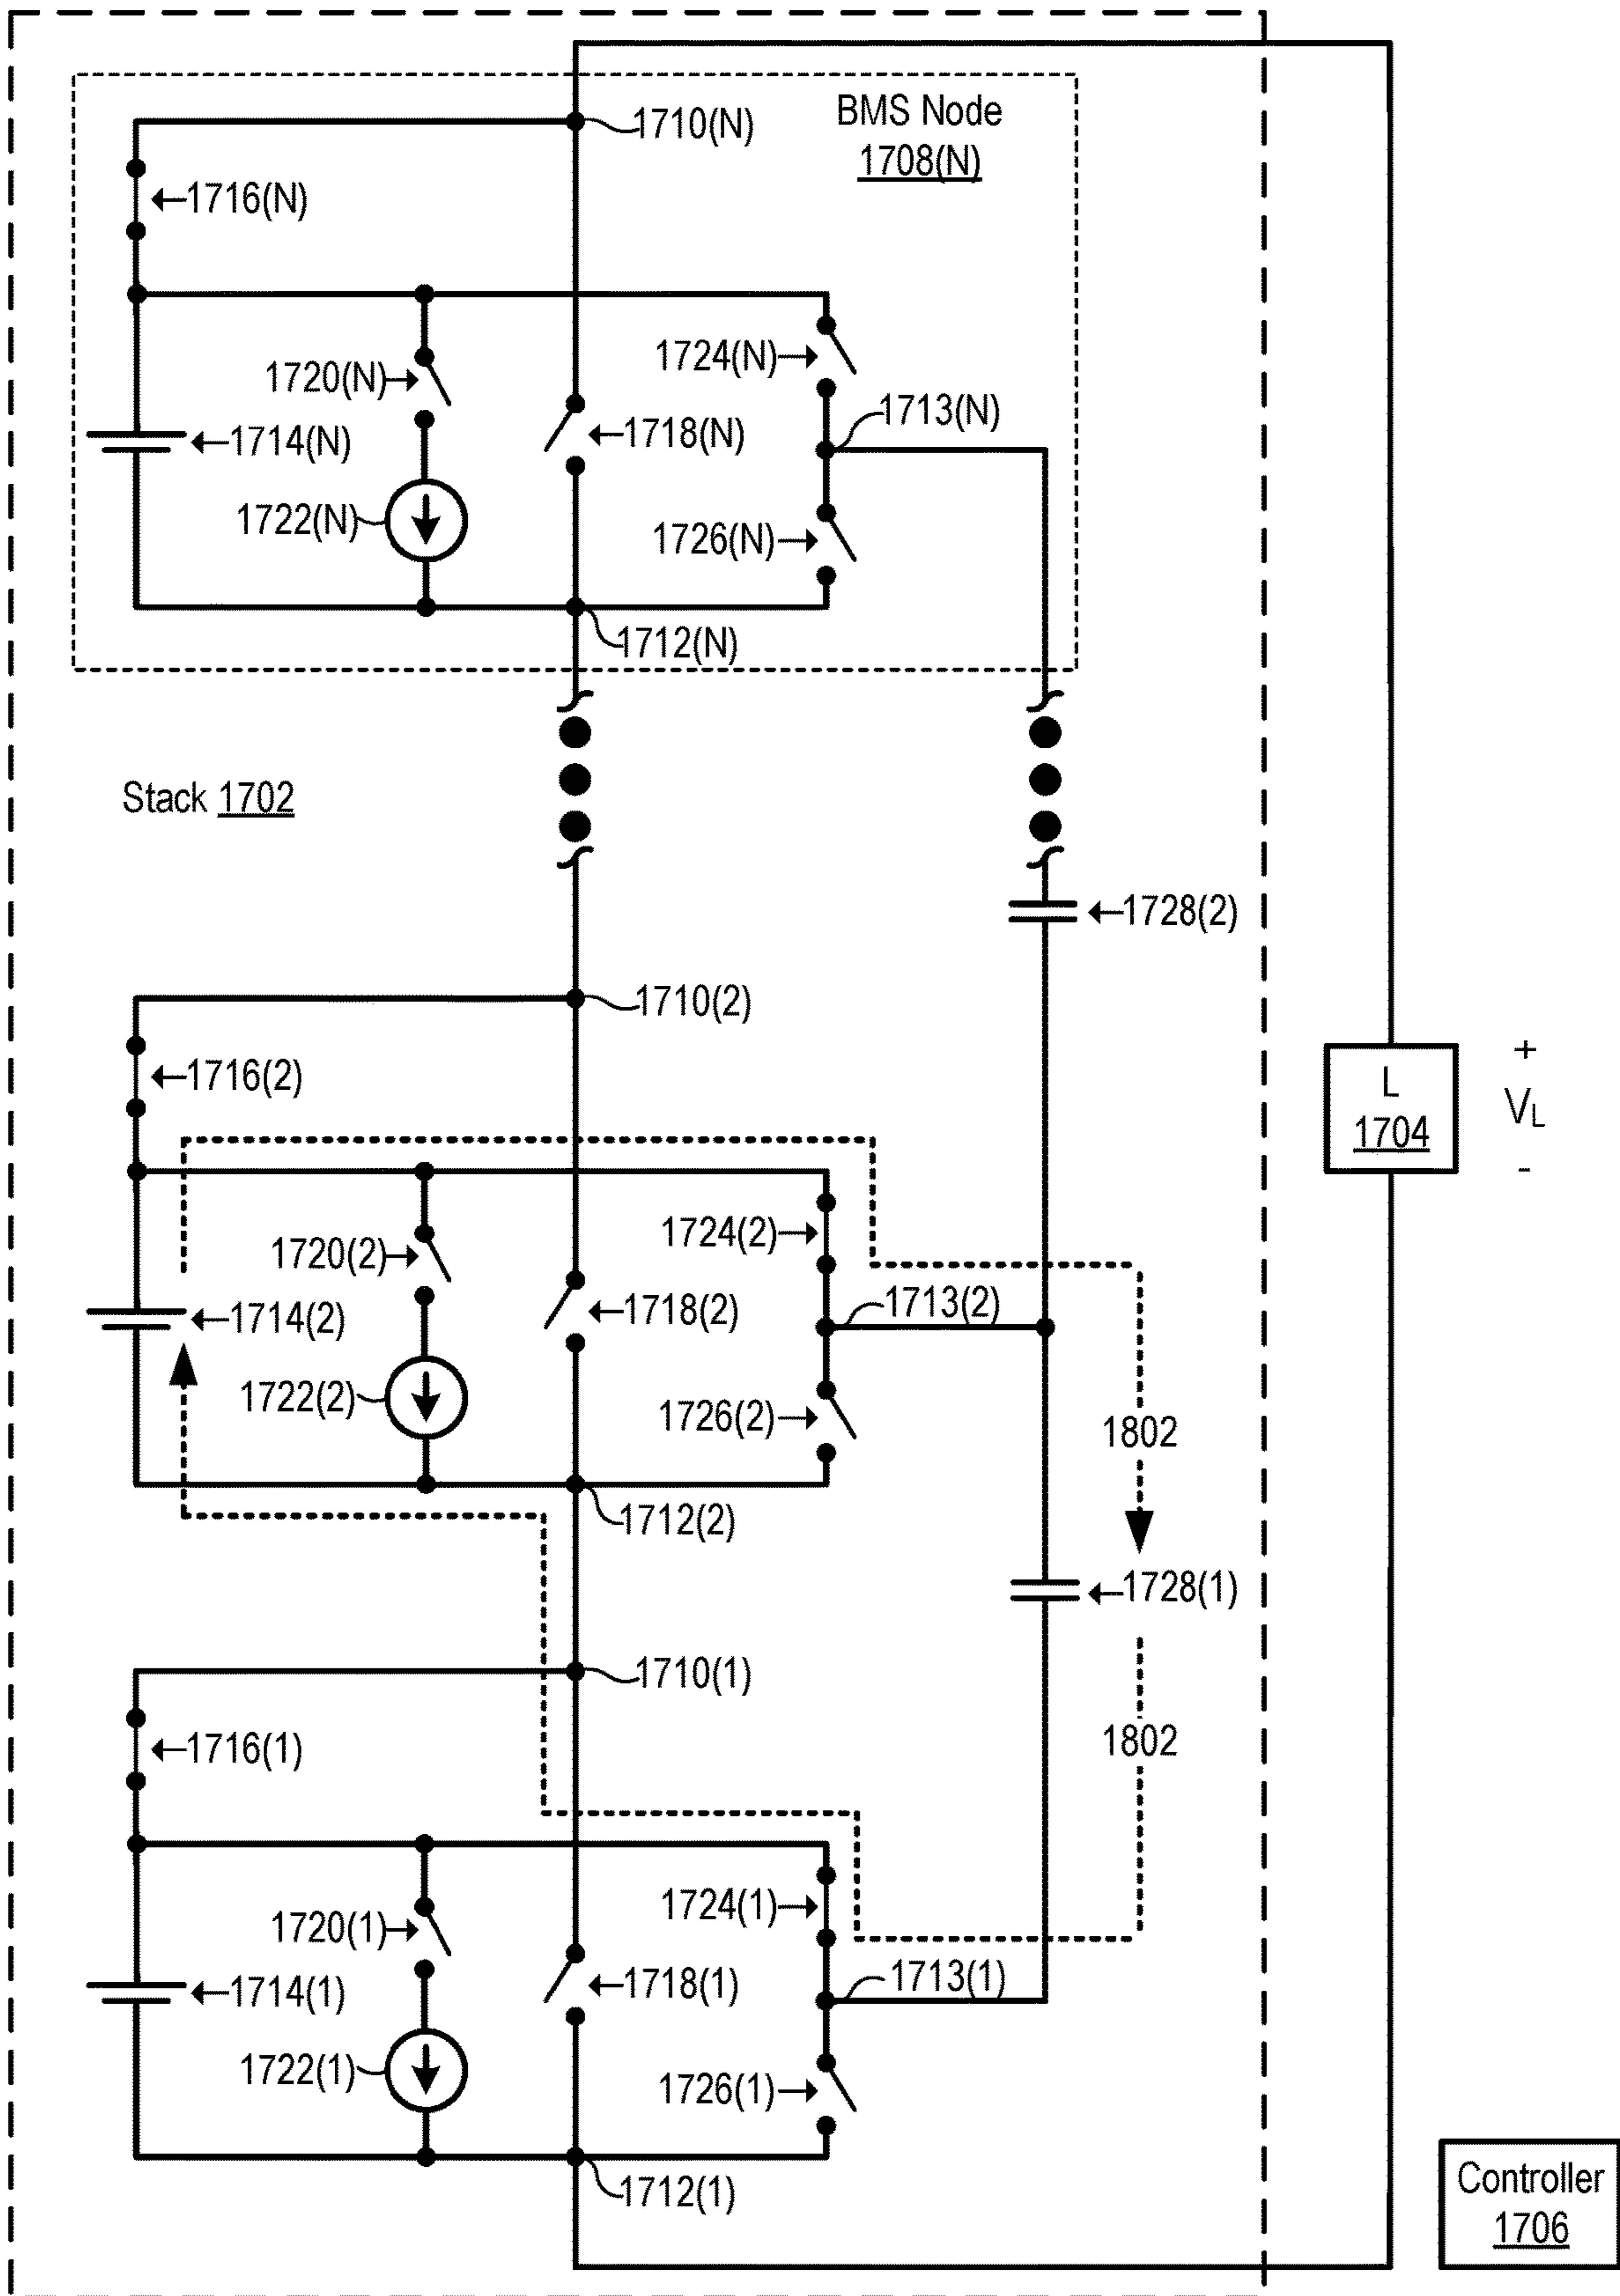 BMS Node
1708(N)
1710(N)
1716(N)
1724(N)
1720(N)
1713(N)
1714(N)
1718(N)
1722(N)
1726(N)
1712(N)
Stack 1702
1728(2)
1710(2)
1716(2)
L
1704
+
VL
-
1724(2)
1720(2)
1713(2)
1714(2)
1718(2)
1722(2)
1726(2)
1802
1712(2)
1728(1)
1710(1)
1716(1)
1802
1724(1)
1720(1)
1713(1)
1714(1)
1718(1)
1722(1)
1726(1)
1712(1)
Controller
1706